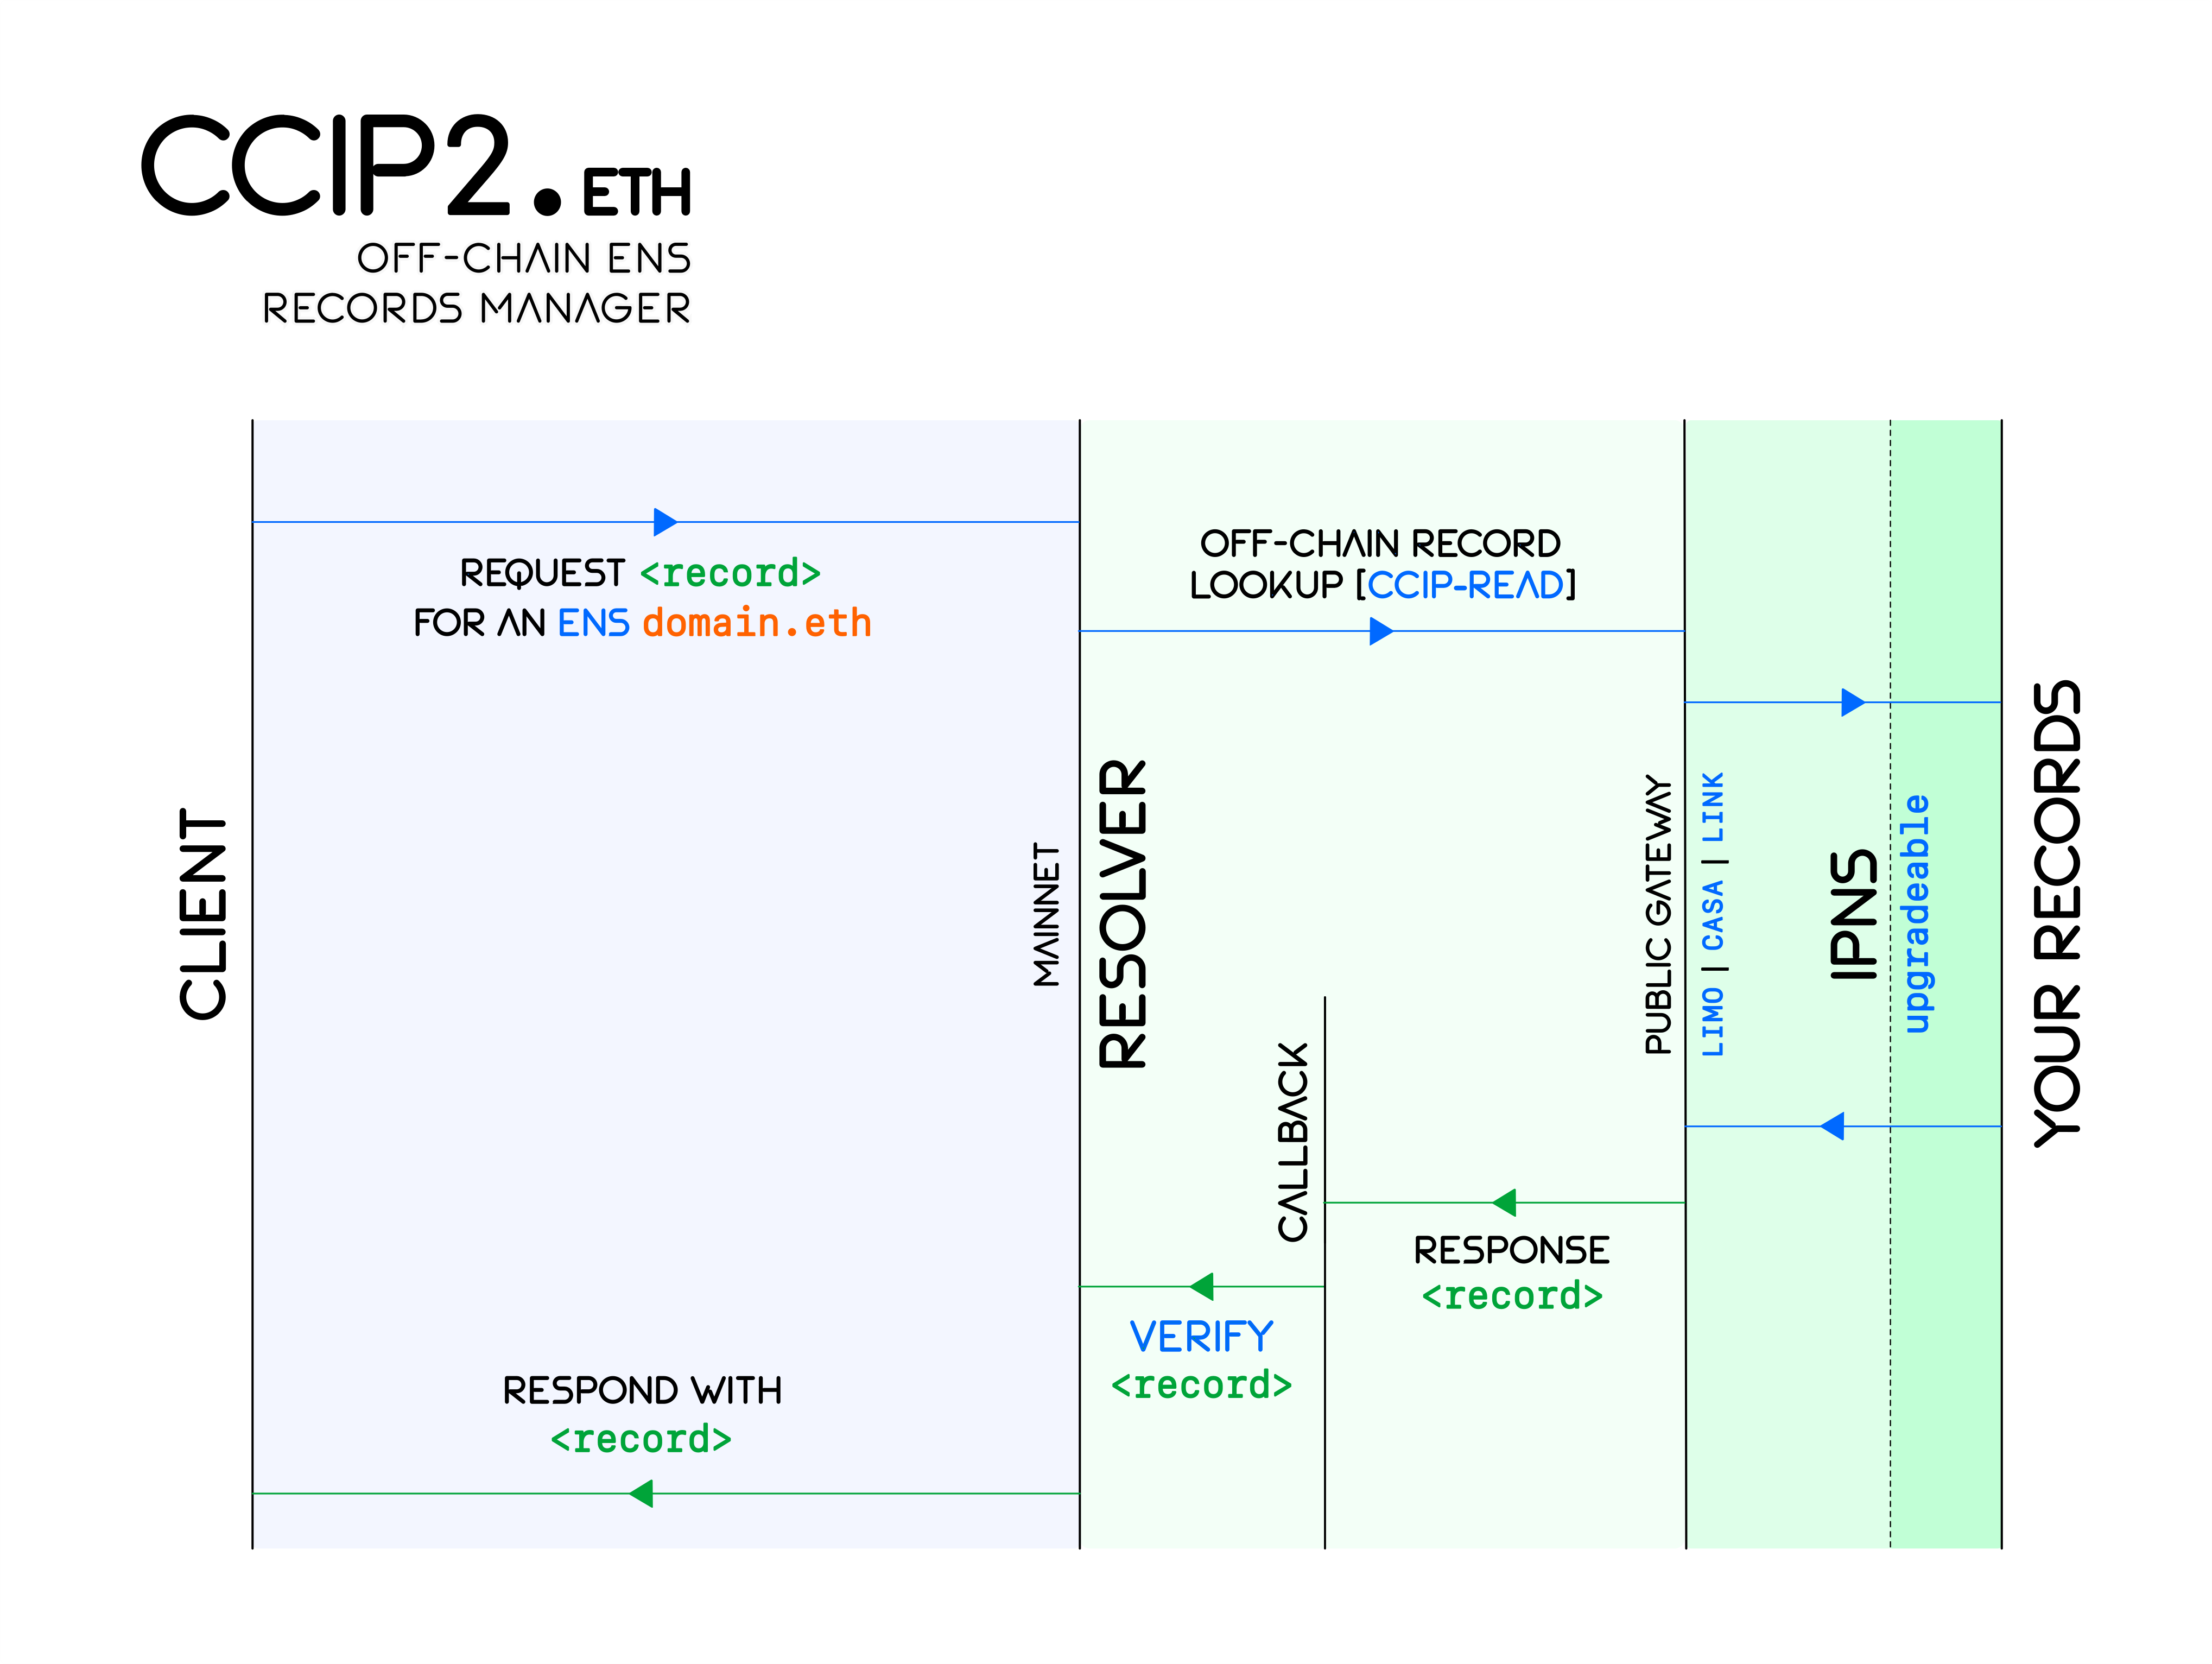 CCIP2.ETH
OFF-CHAIN ENS
RECORDS MANAGER
REQUEST <record>
FOR AN ENS domain.eth
OFF-CHAIN RECORD
LOOKUP [CCIP-READ]
CLIENT
MAINNET
RESOLVER
CALLBACK
PUBLIC GATEWAY
LIMO | CASA | LINK
IPNS
upgradeable
YOUR RECORDS
RESPONSE
<record>
VERIFY
<record>
RESPOND WITH
<record>